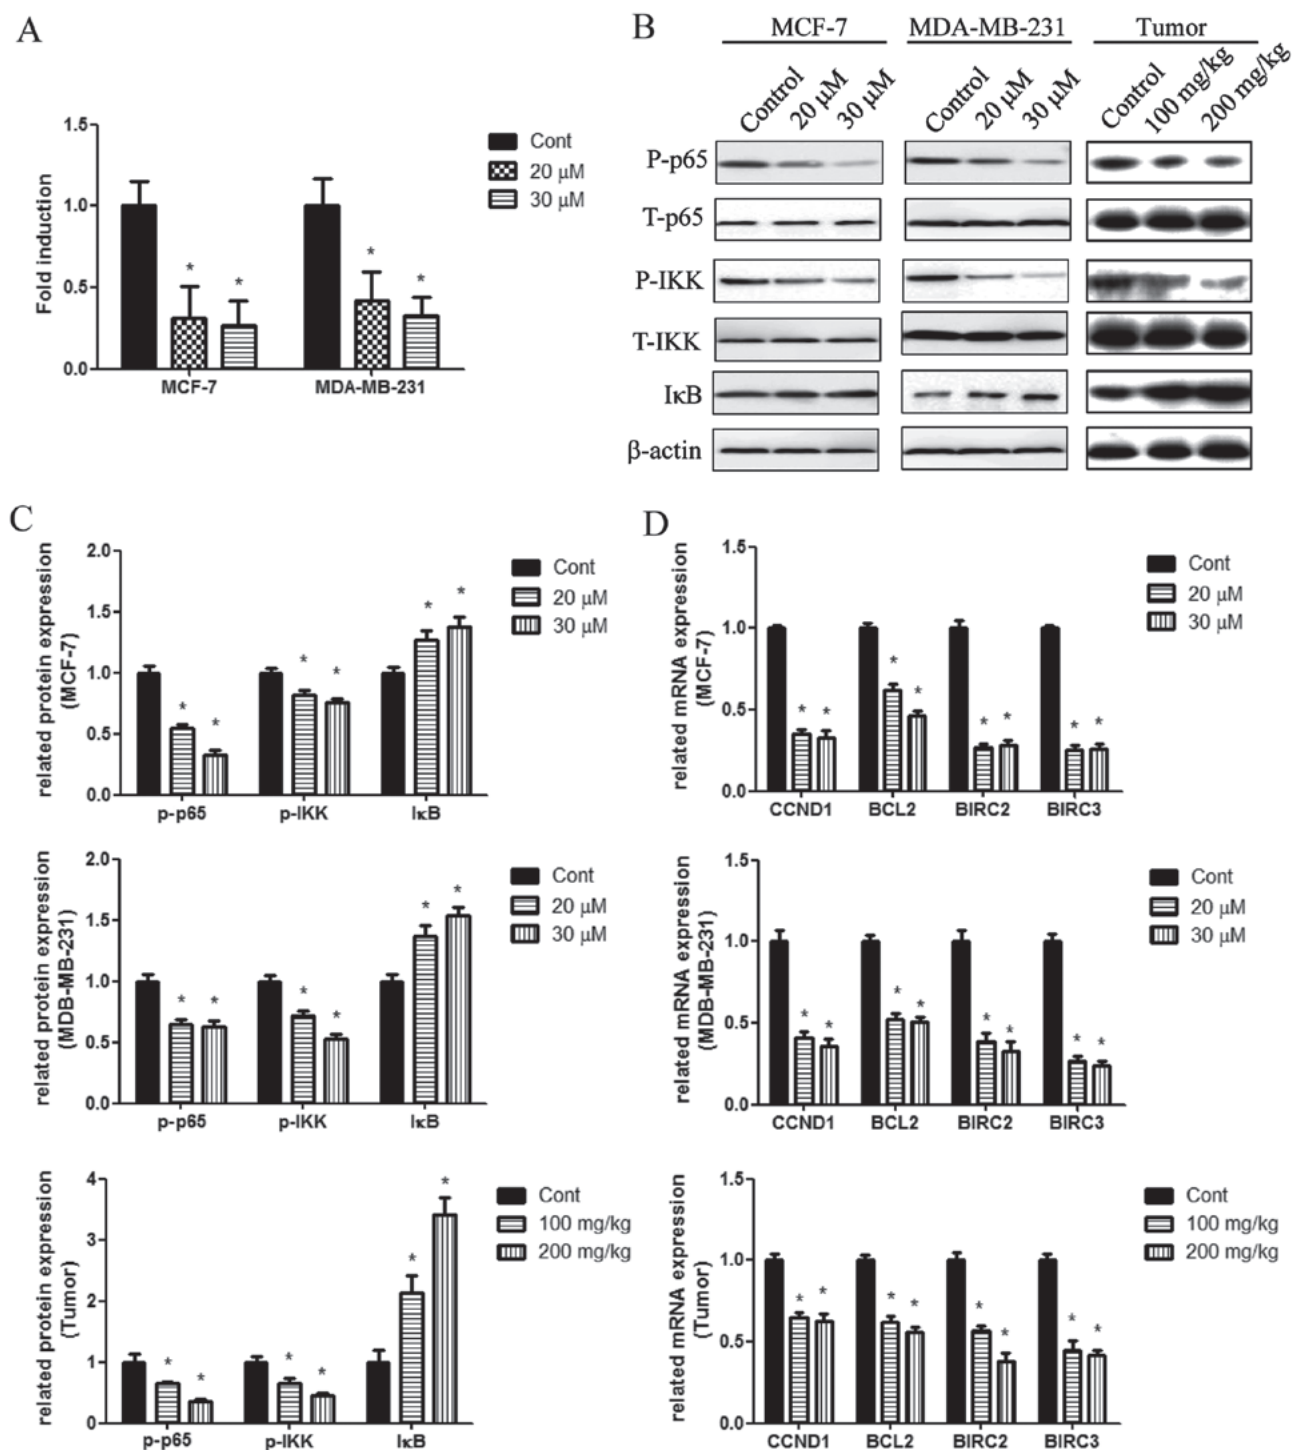 A
1.5
1.0
0.5
0.0
Fold induction
MCF-7
MDA-MB-231
Cont
20 μM
30 μM
B
MCF-7
MDA-MB-231
Tumor
Control
20 μM
30 μM
Control
20 μM
30 μM
Control
100 mg/kg
200 mg/kg
P-p65
T-p65
P-IKK
T-IKK
IκB
β-actin
C
related protein expression
(MCF-7)
2.0
1.5
1.0
0.5
0.0
* * * * * *
p-p65
p-IKK
IκB
Cont
20 μM
30 μM
related protein expression
(MDB-MB-231)
2.0
1.5
1.0
0.5
0.0
* * * * * *
p-p65
p-IKK
IκB
Cont
20 μM
30 μM
related protein expression
(Tumor)
4
3
2
1
0
* * * * * *
p-p65
p-IKK
IκB
Cont
100 mg/kg
200 mg/kg
D
related mRNA expression
(MCF-7)
1.5
1.0
0.5
0.0
* * * * * * * *
CCND1
BCL2
BIRC2
BIRC3
Cont
20 μM
30 μM
related mRNA expression
(MDB-MB-231)
1.5
1.0
0.5
0.0
* * * * * * * *
CCND1
BCL2
BIRC2
BIRC3
Cont
20 μM
30 μM
related mRNA expression
(Tumor)
1.5
1.0
0.5
0.0
* * * * * * * *
CCND1
BCL2
BIRC2
BIRC3
Cont
100 mg/kg
200 mg/kg